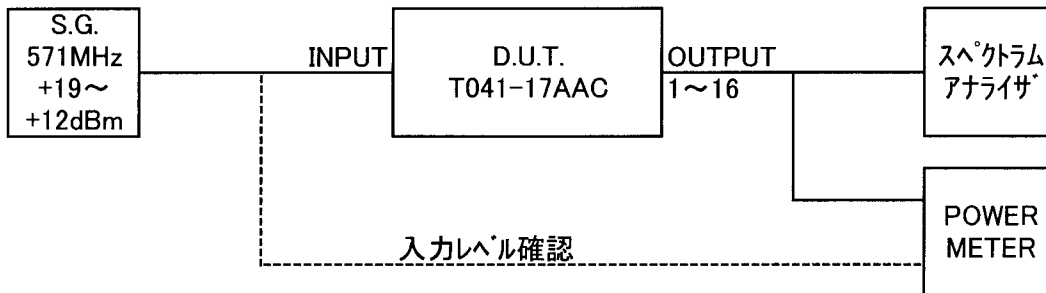 S.G.
571MHz
+19~
+12dBm
INPUT
D.U.T.
T041-17AAC
OUTPUT
1~16
スペクトラム
アナライザ
POWER
METER
入力レベル確認